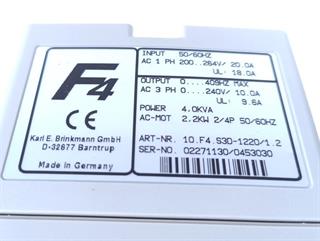 F4
CE
Karl E. Brinkmann GmbH
D-32677 Barntrup
Made in Germany
INPUT 50/60HZ
AC 1 PH 200...264V/ 20.0A
UL: 18.0A
OUTPUT 0....409HZ MAX
AC 3 PH 0....240V/ 10.0A
UL: 9.6A
POWER 4.0KVA
AC-MOT 2.2KW 2/4P 50/60HZ
ART-NR. 10.F4.S30-1220/1.2
SER-NO. 02271130/0453030